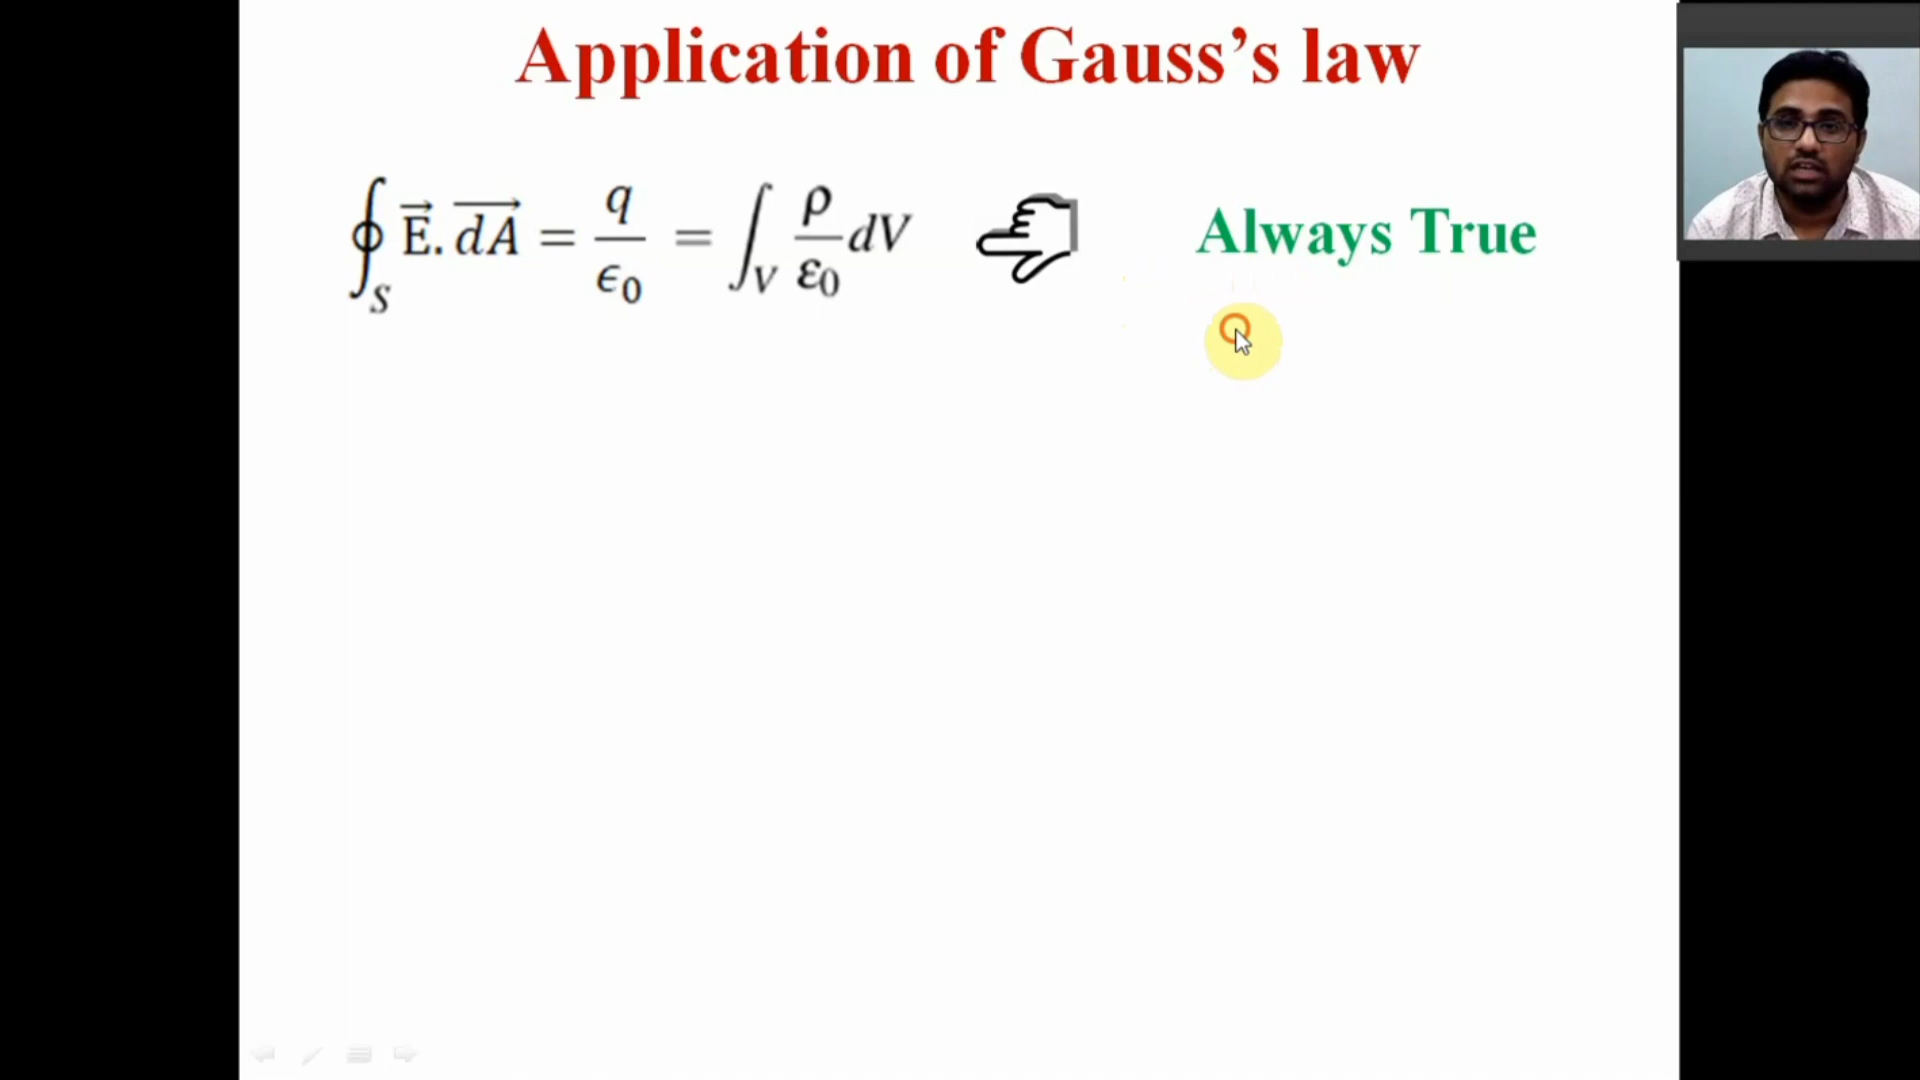 Application of Gauss’s law
∮_S E⃗. dA⃗ = q/ϵ₀ = ∫_V ρ/ε₀ dV
Always True